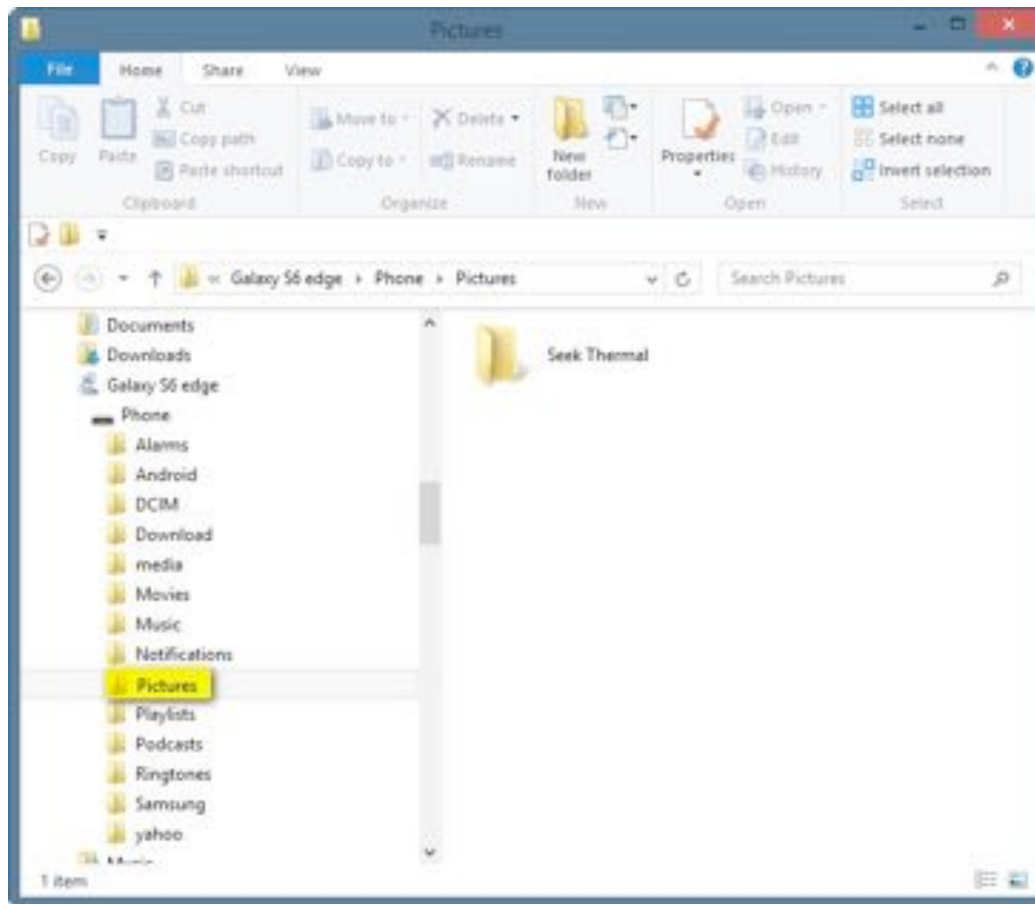 Pictures
File Home Share View
Copy
Paste
Cut
Copy path
Paste shortcut
Clipboard
Move to
Copy to
Delete
Rename
Organize
New folder
New
Properties
Open
Edit
History
Open
Select all
Select none
Invert selection
Select
« Galaxy S6 edge Phone Pictures
Search Pictures
Documents
Downloads
Galaxy S6 edge
Phone
Alarms
Android
DCIM
Download
media
Movies
Music
Notifications
Pictures
Playlists
Podcasts
Ringtones
Samsung
yahoo
Music
Seek Thermal
1 item